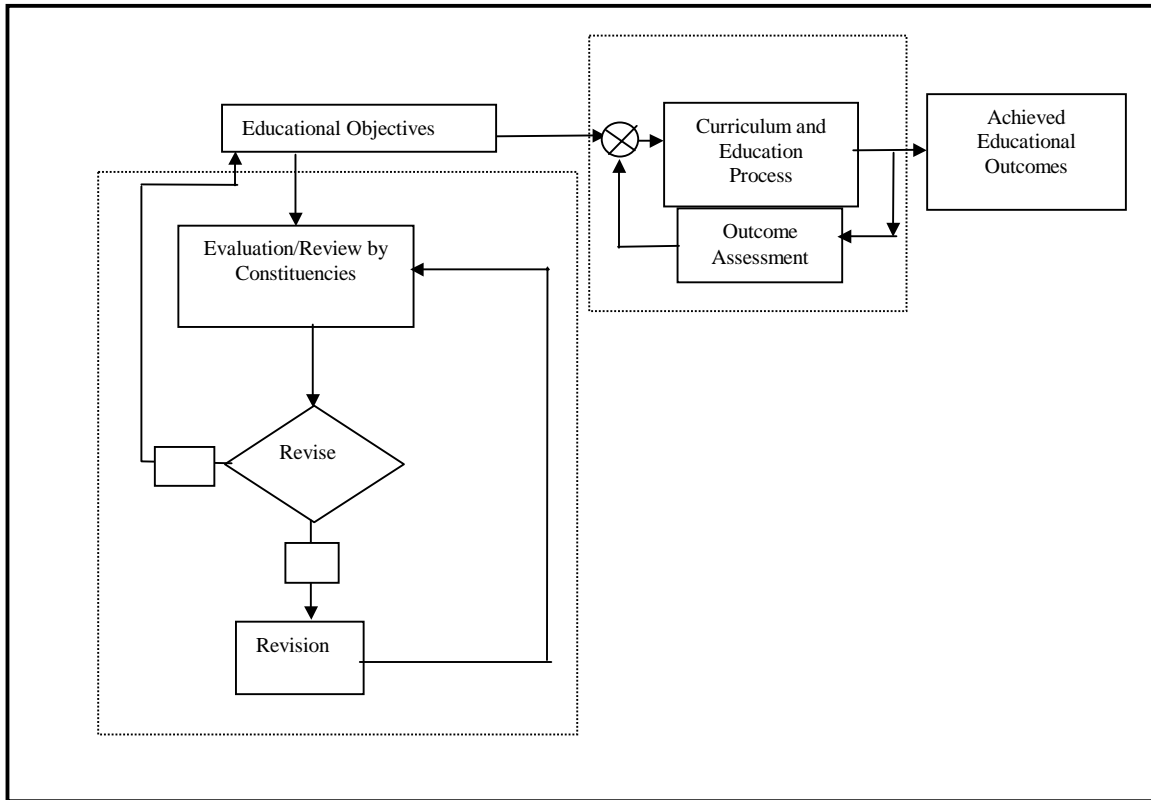 Educational Objectives
Curriculum and
Education
Process
Achieved
Educational
Outcomes
Outcome
Assessment
Evaluation/Review by
Constituencies
Revise
Revision